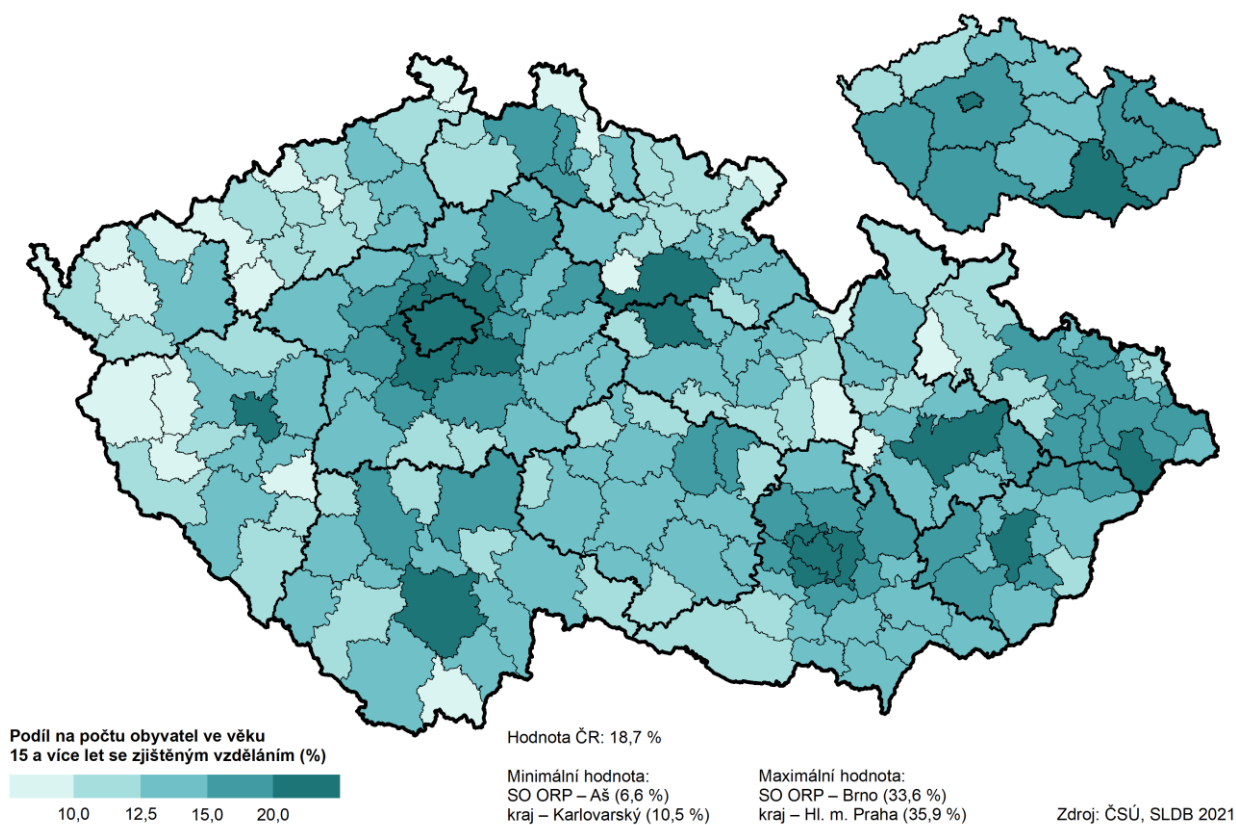 Podíl na počtu obyvatel ve věku
15 a více let se zjištěným vzděláním (%)
10,0 12,5 15,0 20,0
Hodnota ČR: 18,7 %
Minimální hodnota:
SO ORP – Aš (6,6 %)
kraj – Karlovarský (10,5 %)
Maximální hodnota:
SO ORP – Brno (33,6 %)
kraj – Hl. m. Praha (35,9 %)
Zdroj: ČSÚ, SLDB 2021